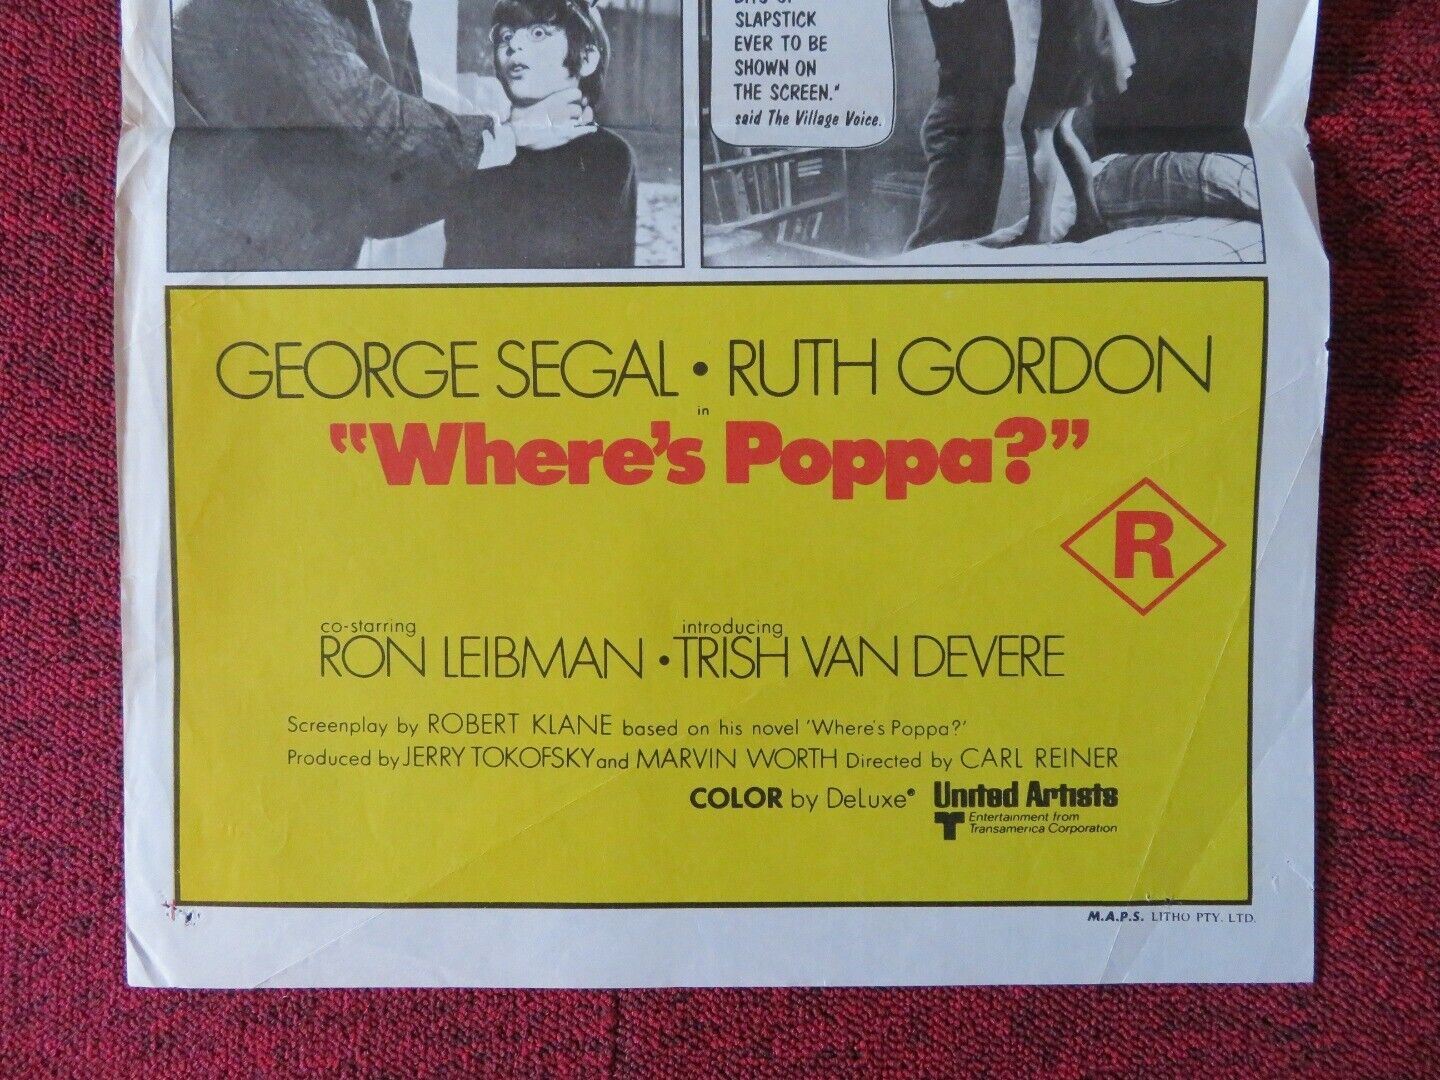 SLAPSTICK
EVER TO BE
SHOWN ON
THE SCREEN."
said The Village Voice.
GEORGE SEGAL • RUTH GORDON
in
"Where's Poppa?"
R
co-starring introducing
RON LEIBMAN • TRISH VAN DEVERE
Screenplay by ROBERT KLANE based on his novel 'Where's Poppa?'
Produced by JERRY TOKOFSKY and MARVIN WORTH Directed by CARL REINER
COLOR by DeLuxe® United Artists
Entertainment from
Transamerica Corporation
M.A.P.S. LITHO PTY. LTD.